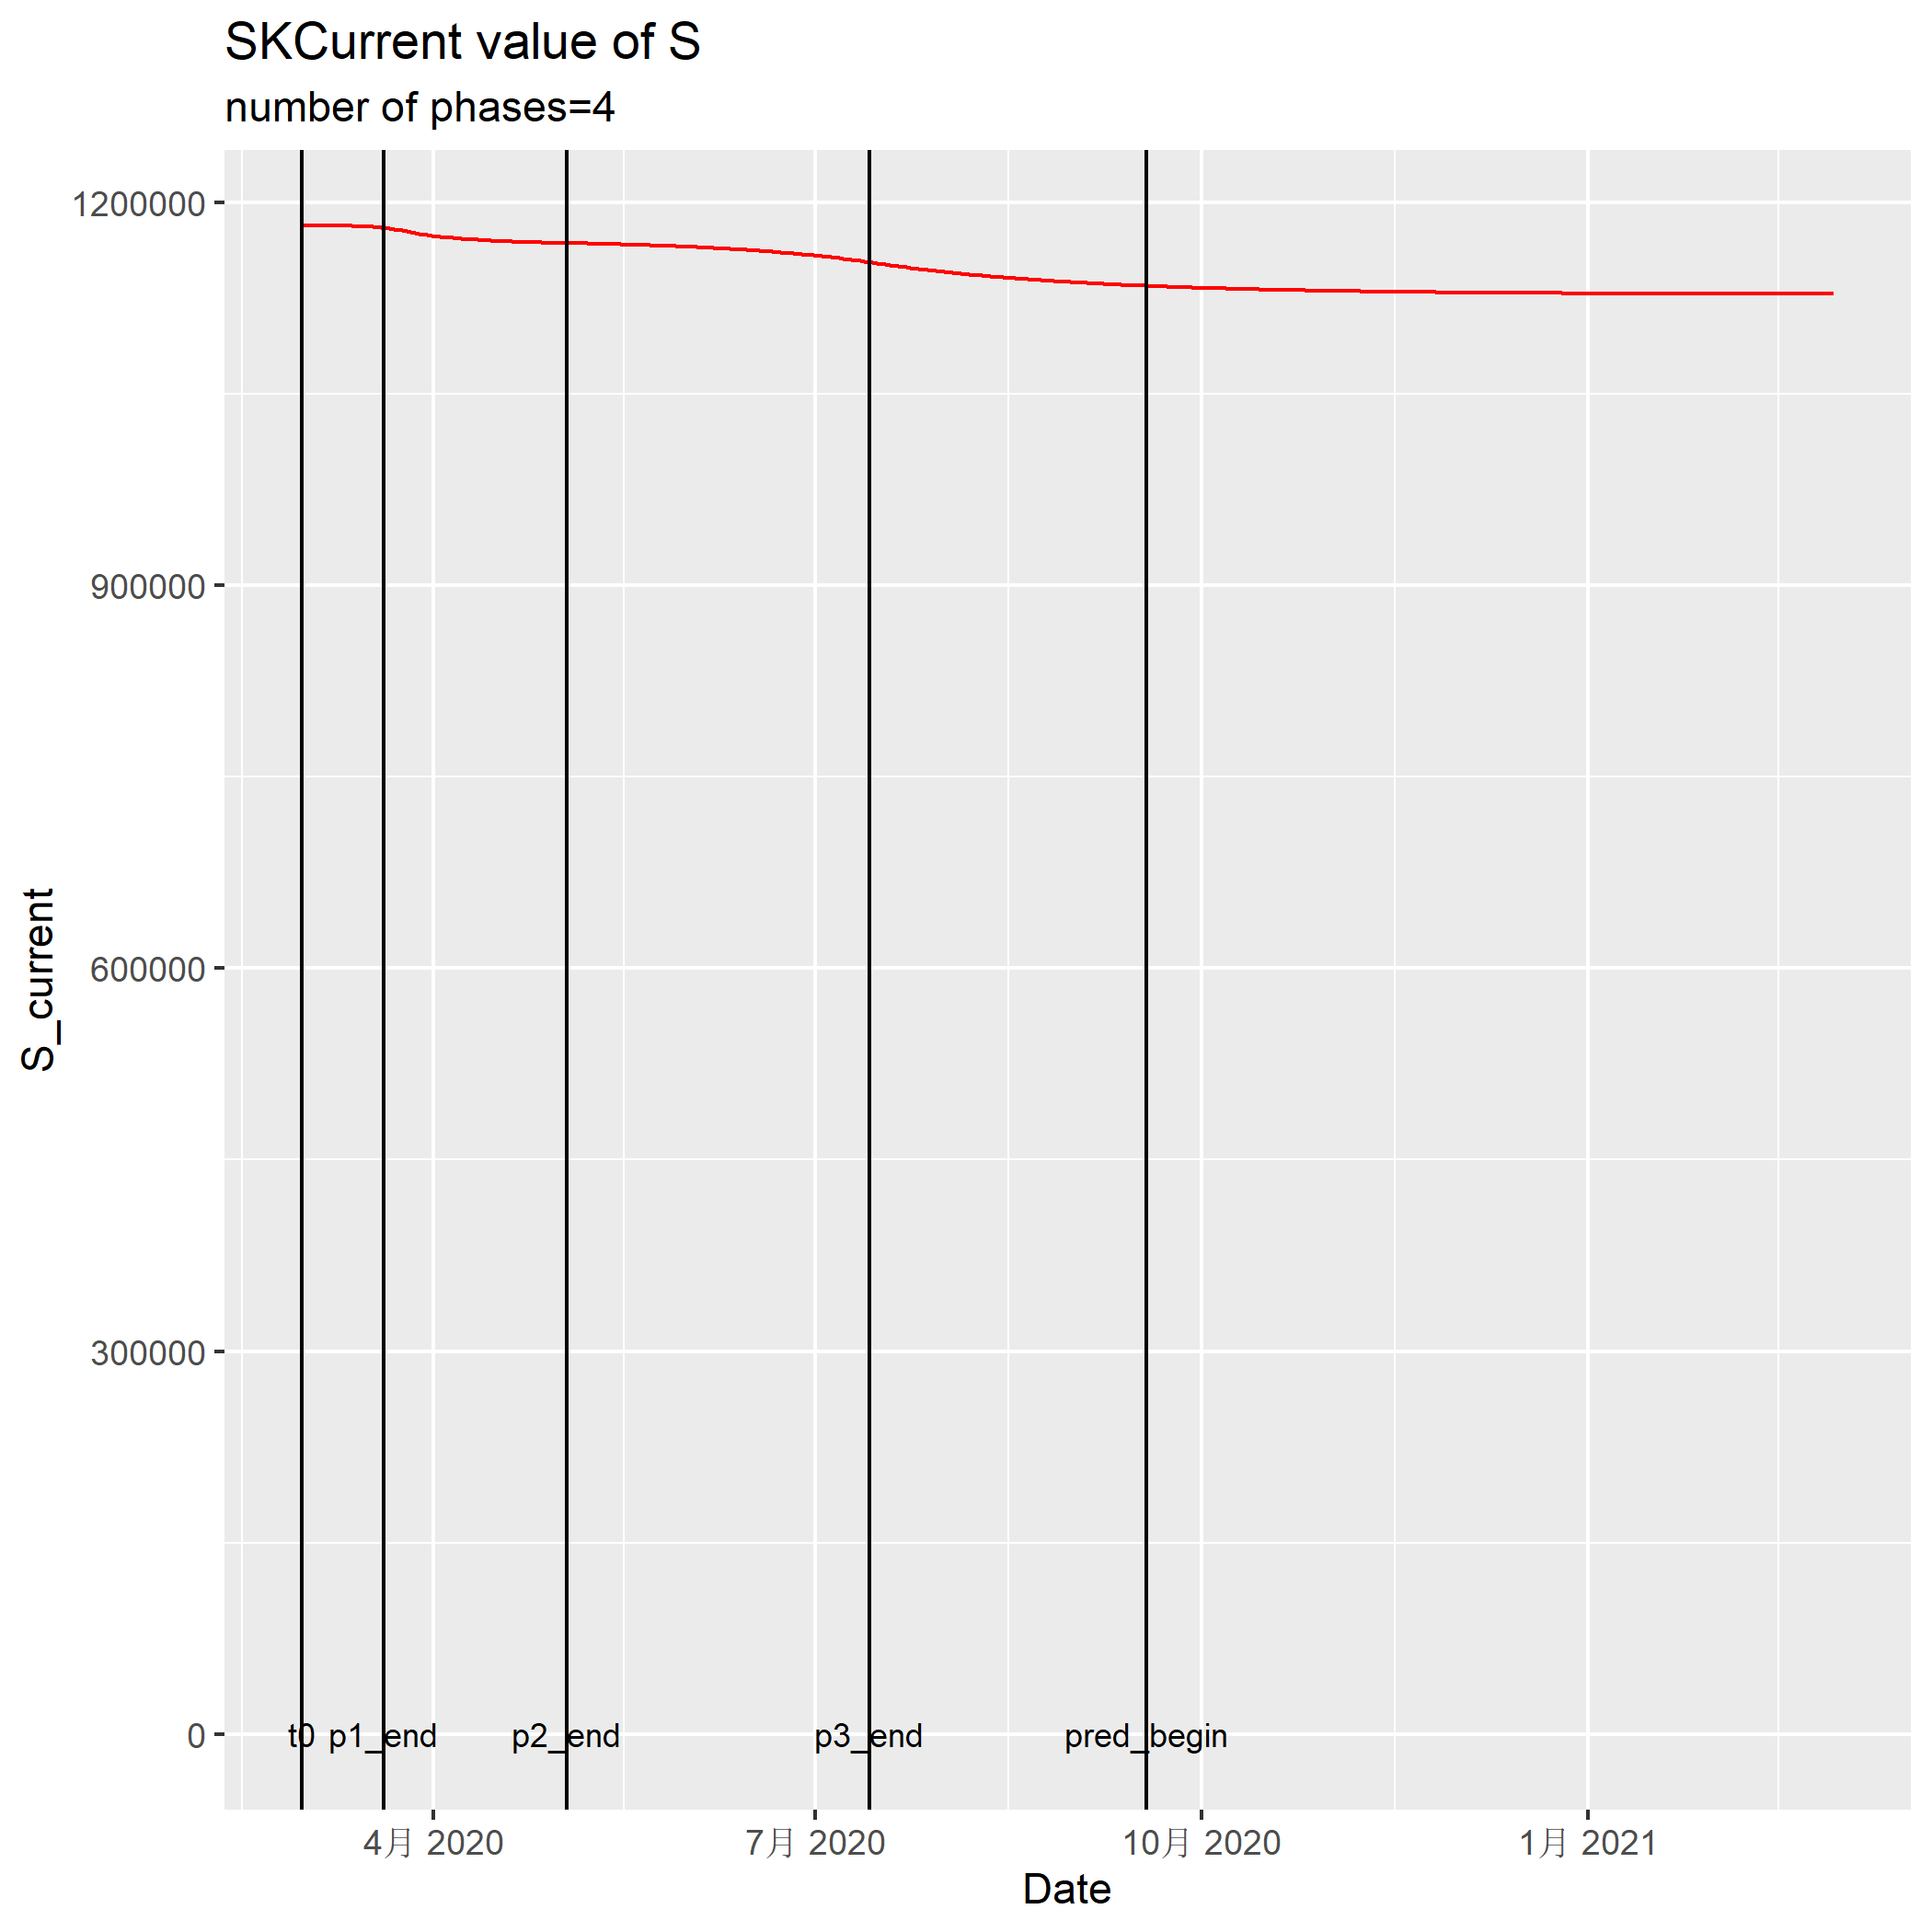 SKCurrent value of S
number of phases=4
1200000
900000
600000
300000
0
S_current
t0 p1_end p2_end p3_end pred_begin
4月 2020 7月 2020 10月 2020 1月 2021
Date